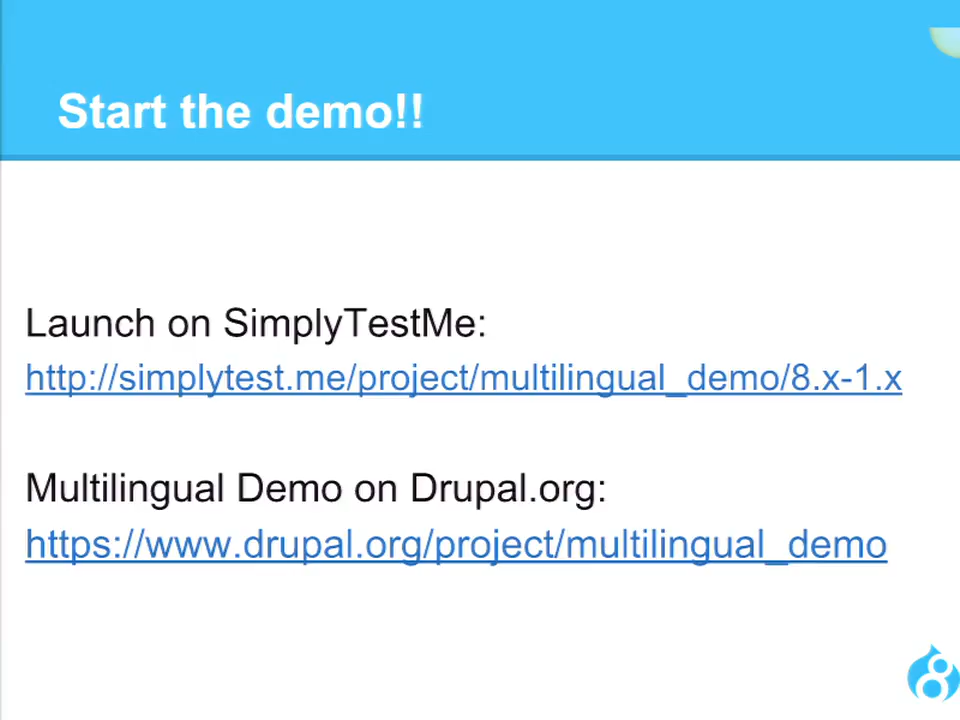 Start the demo!!
Launch on SimplyTestMe:
http://simplytest.me/project/multilingual_demo/8.x-1.x
Multilingual Demo on Drupal.org:
https://www.drupal.org/project/multilingual_demo
8